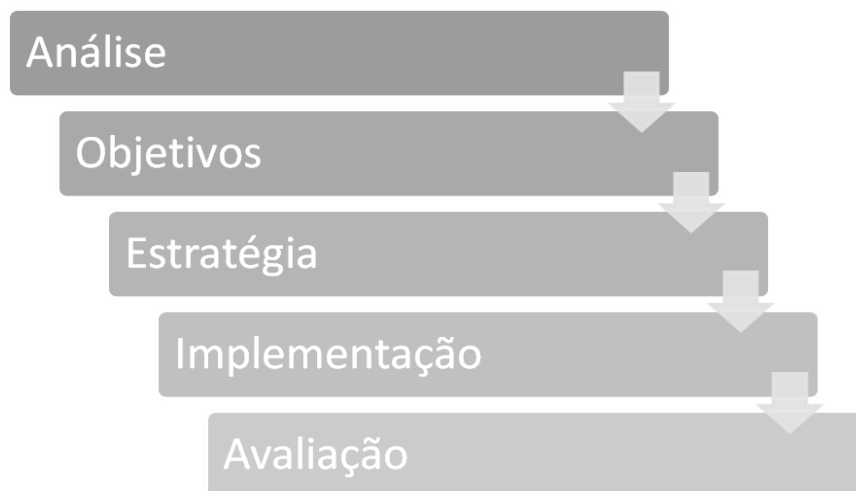 Análise
Objetivos
Estratégia
Implementação
Avaliação